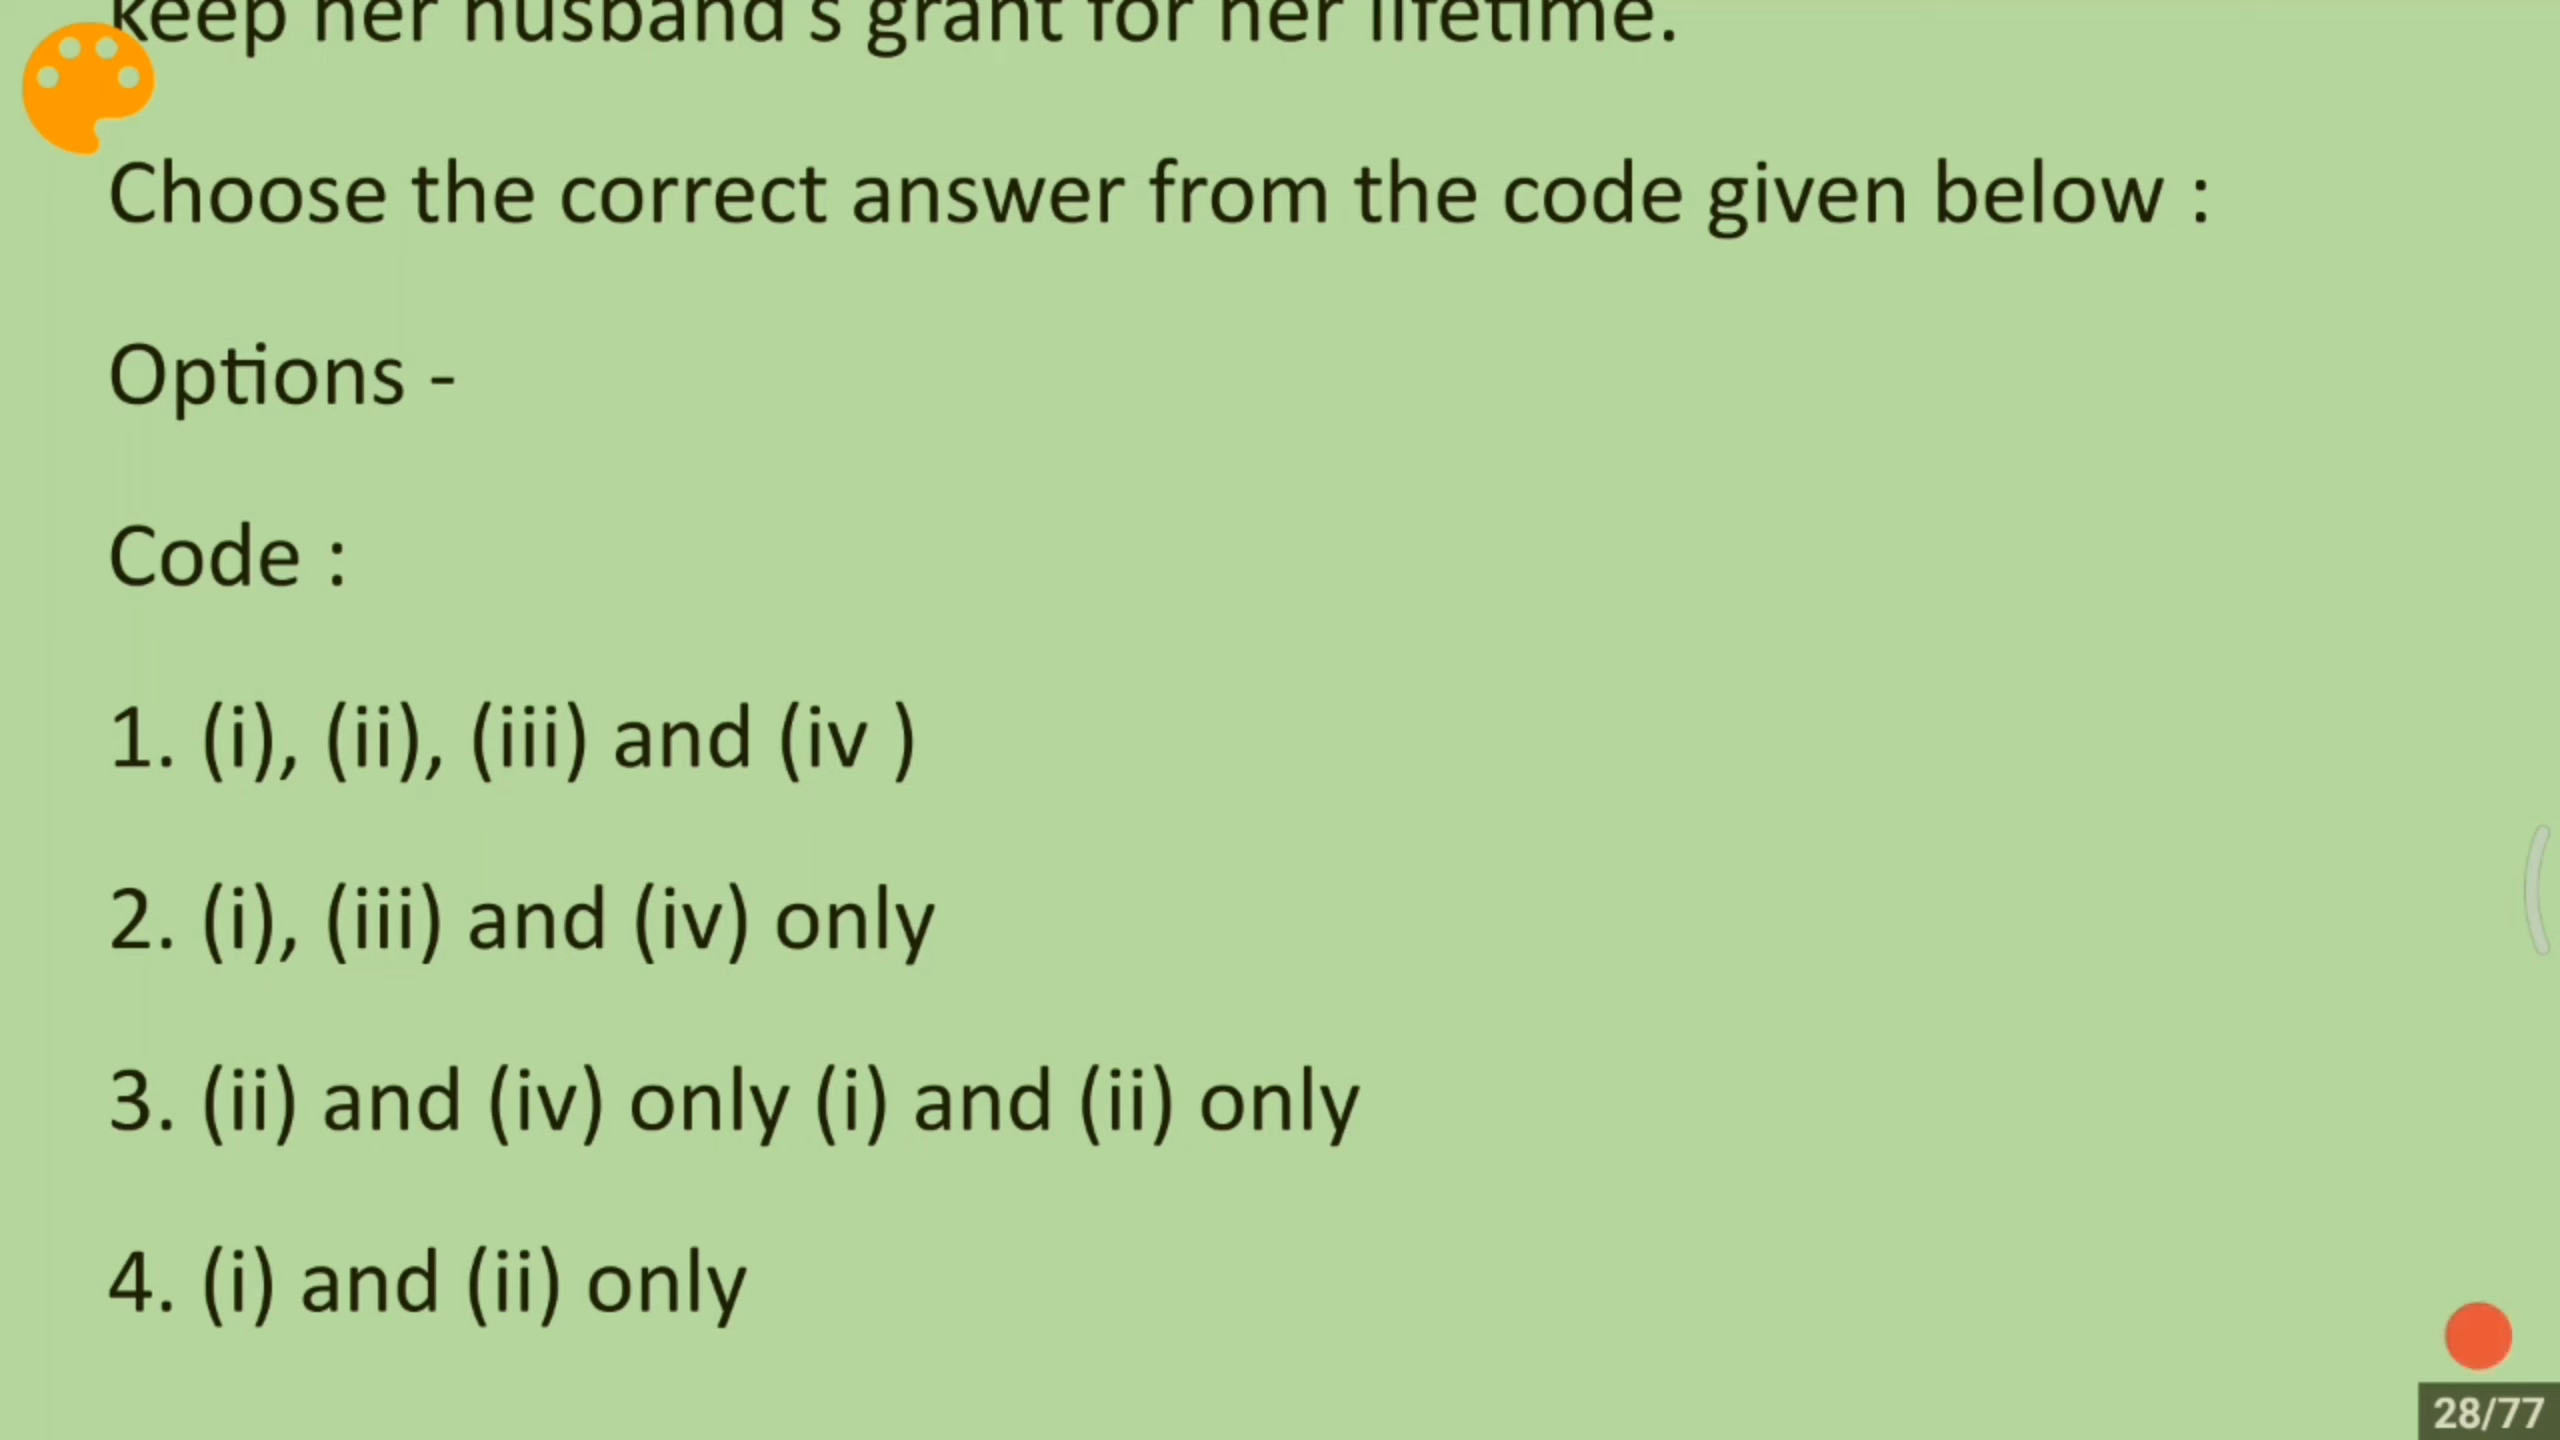 keep her husband's grant for her lifetime.
Choose the correct answer from the code given below :
Options -
Code :
1. (i), (ii), (iii) and (iv )
2. (i), (iii) and (iv) only
3. (ii) and (iv) only (i) and (ii) only
4. (i) and (ii) only
28/77